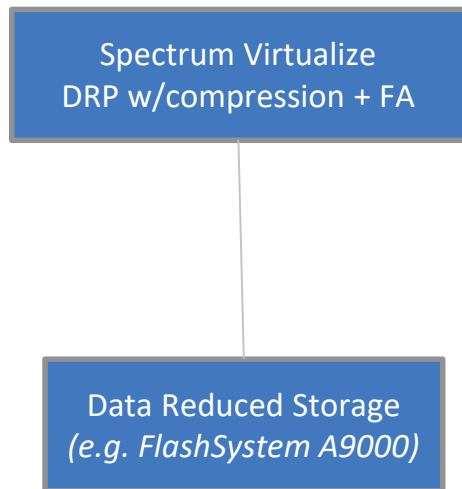 Spectrum Virtualize
DRP w/compression + FA
Data Reduced Storage
(e.g. FlashSystem A9000)